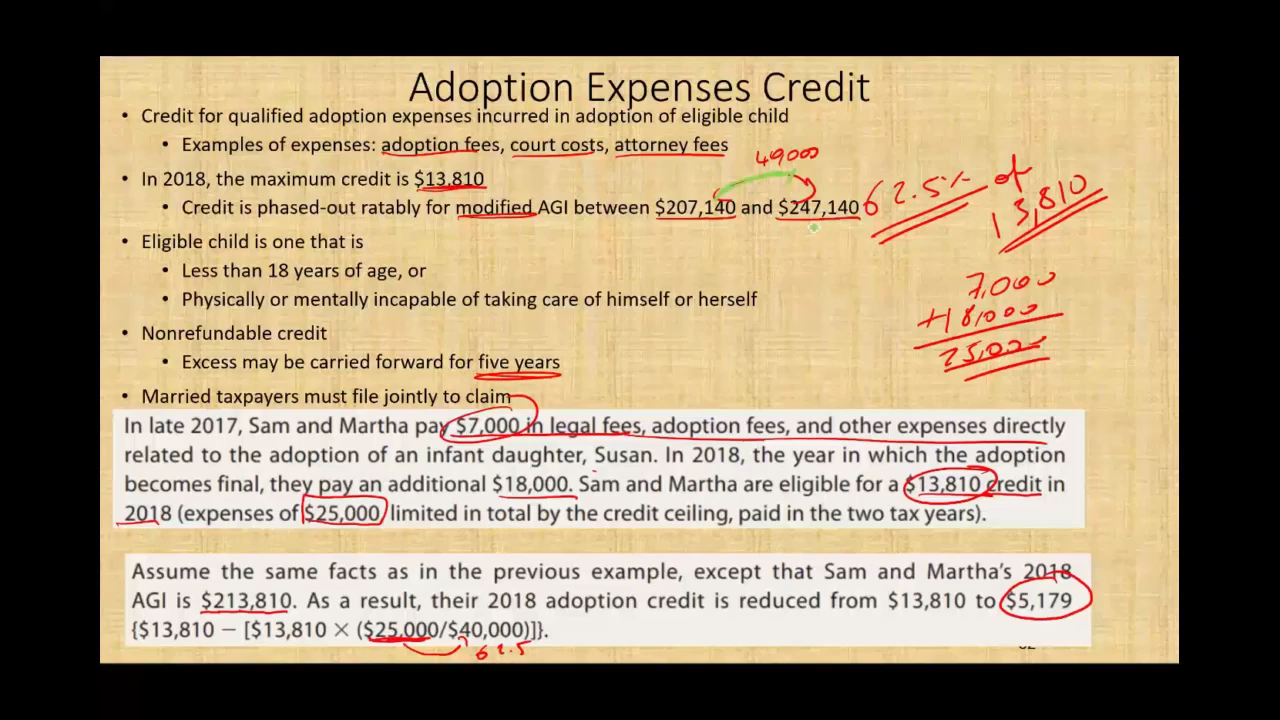 Adoption Expenses Credit
• Credit for qualified adoption expenses incurred in adoption of eligible child
• Examples of expenses: adoption fees, court costs, attorney fees
40000
• In 2018, the maximum credit is $13,810
• Credit is phased-out ratably for modified AGI between $207,140 and $247,140
62.5% of
13,810
• Eligible child is one that is
• Less than 18 years of age, or
• Physically or mentally incapable of taking care of himself or herself
7,000
+18,000
25,000
• Nonrefundable credit
• Excess may be carried forward for five years
• Married taxpayers must file jointly to claim
In late 2017, Sam and Martha pay $7,000 in legal fees, adoption fees, and other expenses directly
related to the adoption of an infant daughter, Susan. In 2018, the year in which the adoption
becomes final, they pay an additional $18,000. Sam and Martha are eligible for a $13,810 credit in
2018 (expenses of $25,000 limited in total by the credit ceiling, paid in the two tax years).
Assume the same facts as in the previous example, except that Sam and Martha's 2018
AGI is $213,810. As a result, their 2018 adoption credit is reduced from $13,810 to $5,179
{$13,810 − [$13,810 × ($25,000/$40,000)]}.
62.5